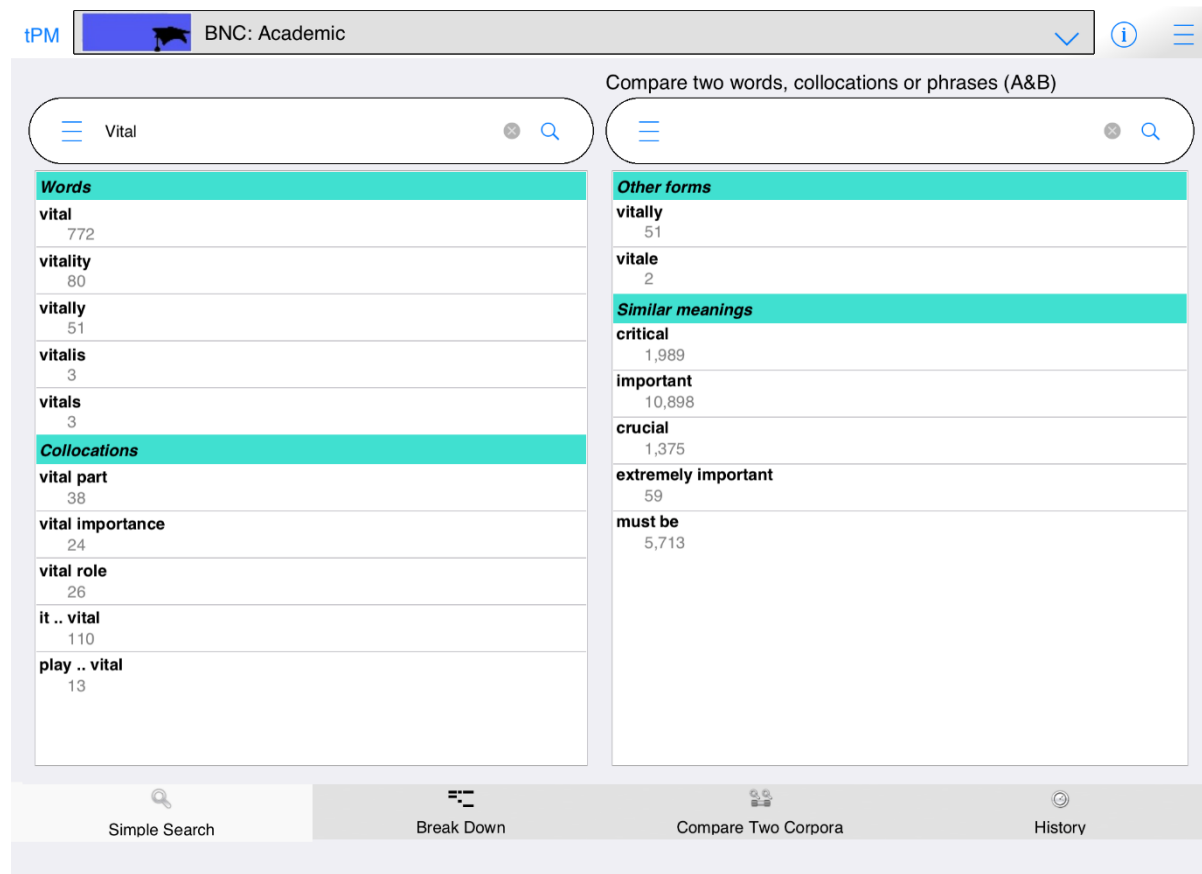 tPM
BNC: Academic
i
Compare two words, collocations or phrases (A&B)
Vital
Words
vital
772
vitality
80
vitally
51
vitalis
3
vitals
3
Collocations
vital part
38
vital importance
24
vital role
26
it .. vital
110
play .. vital
13
Other forms
vitally
51
vitale
2
Similar meanings
critical
1,989
important
10,898
crucial
1,375
extremely important
59
must be
5,713
Simple Search
Break Down
Compare Two Corpora
History